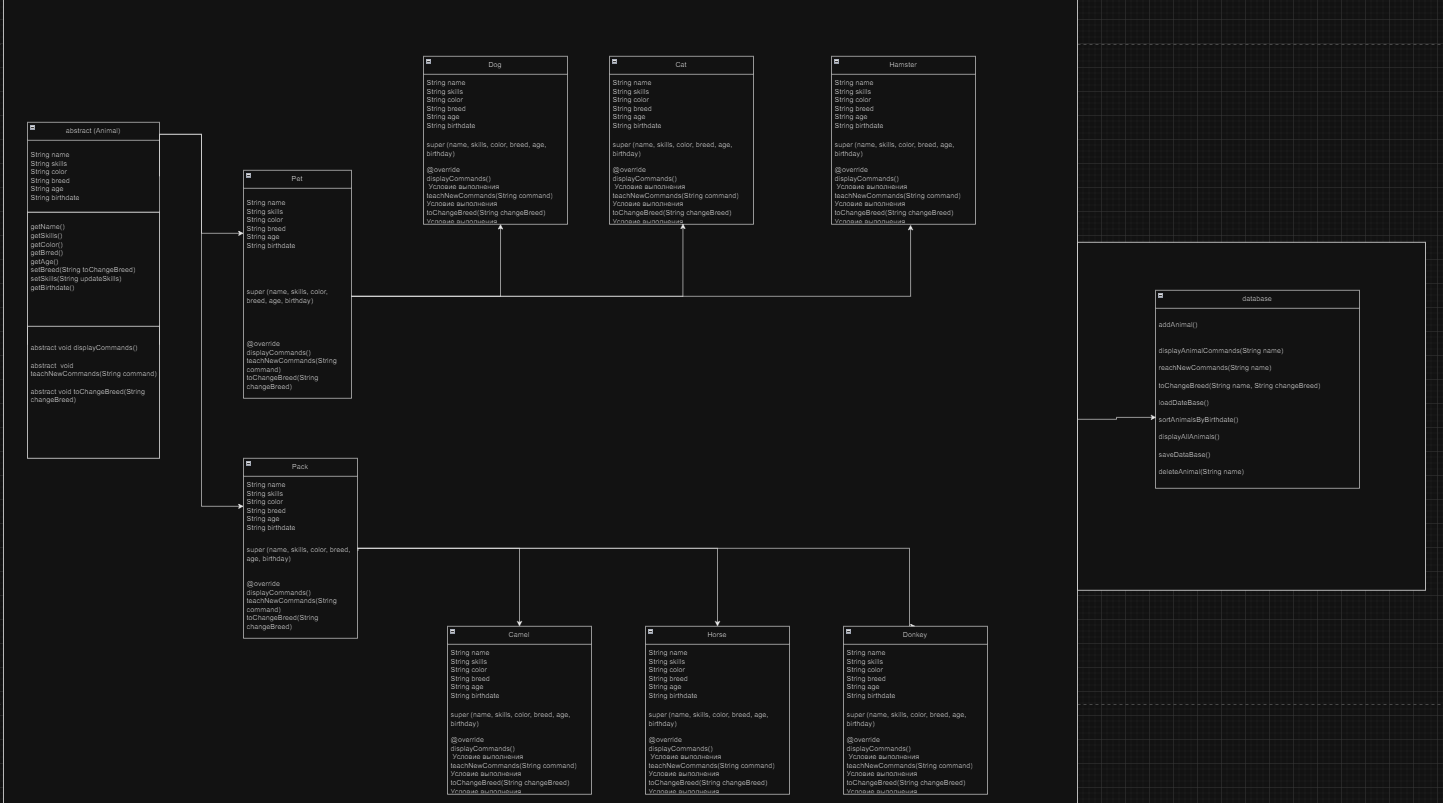 abstract (Animal)
String name
String skills
String color
String breed
String age
String birthdate
getName()
getSkills()
getColor()
getBrred()
getAge()
setBreed(String toChangeBreed)
setSkills(String updateSkills)
getBirthdate()
abstract void displayCommands()
abstract  void
teachNewCommands(String command)
abstract void toChangeBreed(String
changeBreed)
Pet
String name
String skills
String color
String breed
String age
String birthdate
super (name, skills, color,
breed, age, birthday)
@override
displayCommands()
teachNewCommands(String
command)
toChangeBreed(String
changeBreed)
Pack
String name
String skills
String color
String breed
String age
String birthdate
super (name, skills, color, breed,
age, birthday)
@override
displayCommands()
teachNewCommands(String
command)
toChangeBreed(String
changeBreed)
Dog
String name
String skills
String color
String breed
String age
String birthdate
super (name, skills, color, breed, age,
birthday)
@override
displayCommands()
Условие выполнения
teachNewCommands(String command)
Условие выполнения
toChangeBreed(String changeBreed)
Условие выполнения
Cat
String name
String skills
String color
String breed
String age
String birthdate
super (name, skills, color, breed, age,
birthday)
@override
displayCommands()
Условие выполнения
teachNewCommands(String command)
Условие выполнения
toChangeBreed(String changeBreed)
Условие выполнения
Hamster
String name
String skills
String color
String breed
String age
String birthdate
super (name, skills, color, breed, age,
birthday)
@override
displayCommands()
Условие выполнения
teachNewCommands(String command)
Условие выполнения
toChangeBreed(String changeBreed)
Условие выполнения
Camel
String name
String skills
String color
String breed
String age
String birthdate
super (name, skills, color, breed, age,
birthday)
@override
displayCommands()
Условие выполнения
teachNewCommands(String command)
Условие выполнения
toChangeBreed(String changeBreed)
Условие выполнения
Horse
String name
String skills
String color
String breed
String age
String birthdate
super (name, skills, color, breed, age,
birthday)
@override
displayCommands()
Условие выполнения
teachNewCommands(String command)
Условие выполнения
toChangeBreed(String changeBreed)
Условие выполнения
Donkey
String name
String skills
String color
String breed
String age
String birthdate
super (name, skills, color, breed, age,
birthday)
@override
displayCommands()
Условие выполнения
teachNewCommands(String command)
Условие выполнения
toChangeBreed(String changeBreed)
Условие выполнения
database
addAnimal()
displayAnimalCommands(String name)
reachNewCommands(String name)
toChangeBreed(String name, String changeBreed)
loadDateBase()
sortAnimalsByBirthdate()
displayAllAnimals()
saveDataBase()
deleteAnimal(String name)